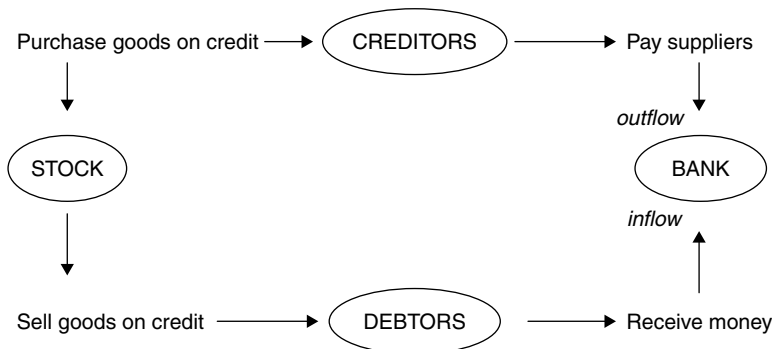 Purchase goods on credit
CREDITORS
Pay suppliers
outflow
STOCK
BANK
inflow
Sell goods on credit
DEBTORS
Receive money